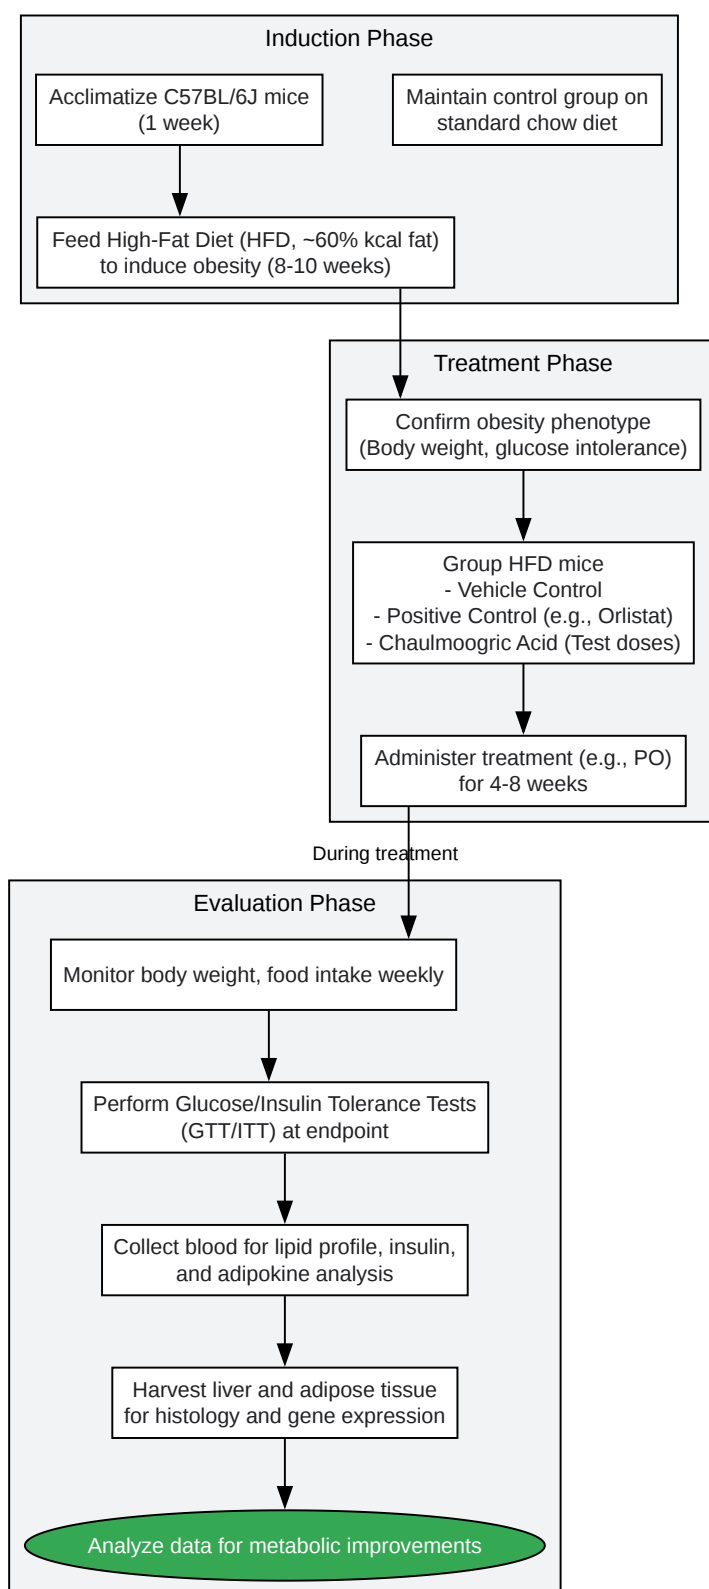 Induction Phase
Acclimatize C57BL/6J mice
(1 week)
Maintain control group on
standard chow diet
Feed High-Fat Diet (HFD, ~60% kcal fat)
to induce obesity (8-10 weeks)
Treatment Phase
Confirm obesity phenotype
(Body weight, glucose intolerance)
Group HFD mice
- Vehicle Control
- Positive Control (e.g., Orlistat)
- Chaulmoogric Acid (Test doses)
Administer treatment (e.g., PO)
for 4-8 weeks
During treatment
Evaluation Phase
Monitor body weight, food intake weekly
Perform Glucose/Insulin Tolerance Tests
(GTT/ITT) at endpoint
Collect blood for lipid profile, insulin,
and adipokine analysis
Harvest liver and adipose tissue
for histology and gene expression
Analyze data for metabolic improvements